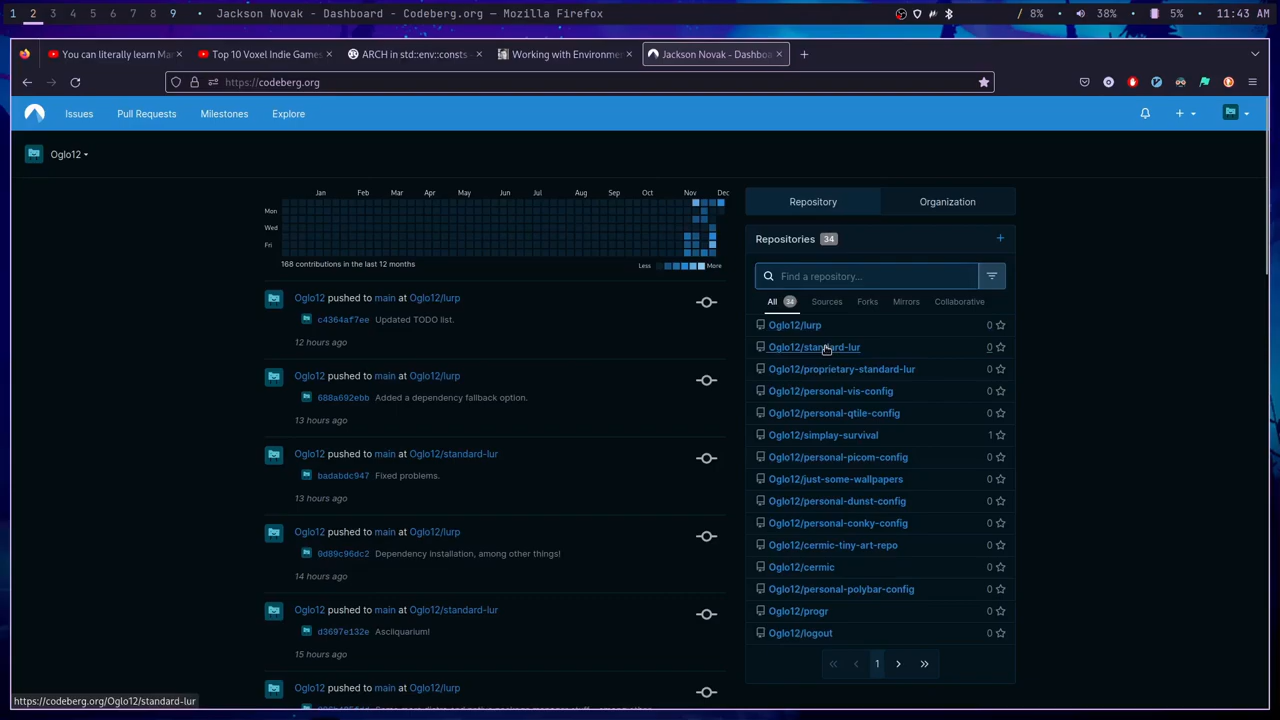 1 2 3 4 5 6 7 8 9 Jackson Novak - Dashboard - Codeberg.org — Mozilla Firefox / 8% 38% 5% 11:43 AM
You can literally learn Ma
Top 10 Voxel Indie Games
ARCH in std::env::consts -
Working with Environme
Jackson Novak - Dashboa
https://codeberg.org
Issues Pull Requests Milestones Explore
Oglo12
Jan Feb Mar Apr May Jun Jul Aug Sep Oct Nov Dec
Mon
Wed
Fri
168 contributions in the last 12 months
Less More
Oglo12 pushed to main at Oglo12/lurp
c4364af7ee Updated TODO list.
12 hours ago
Oglo12 pushed to main at Oglo12/lurp
688a692ebb Added a dependency fallback option.
13 hours ago
Oglo12 pushed to main at Oglo12/standard-lur
badabdc947 Fixed problems.
13 hours ago
Oglo12 pushed to main at Oglo12/lurp
9d89c96dc2 Dependency installation, among other things!
14 hours ago
Oglo12 pushed to main at Oglo12/standard-lur
d3697e132e Asciiquarium!
15 hours ago
Oglo12 pushed to main at Oglo12/lurp
Repository Organization
Repositories 34
Find a repository...
All 34 Sources Forks Mirrors Collaborative
Oglo12/lurp 0
Oglo12/standard-lur 0
Oglo12/proprietary-standard-lur 0
Oglo12/personal-vis-config 0
Oglo12/personal-qtile-config 0
Oglo12/simplay-survival 1
Oglo12/personal-picom-config 0
Oglo12/just-some-wallpapers 0
Oglo12/personal-dunst-config 0
Oglo12/personal-conky-config 0
Oglo12/cermic-tiny-art-repo 0
Oglo12/cermic 0
Oglo12/personal-polybar-config 0
Oglo12/progr 0
Oglo12/logout 0
1
https://codeberg.org/Oglo12/standard-lur